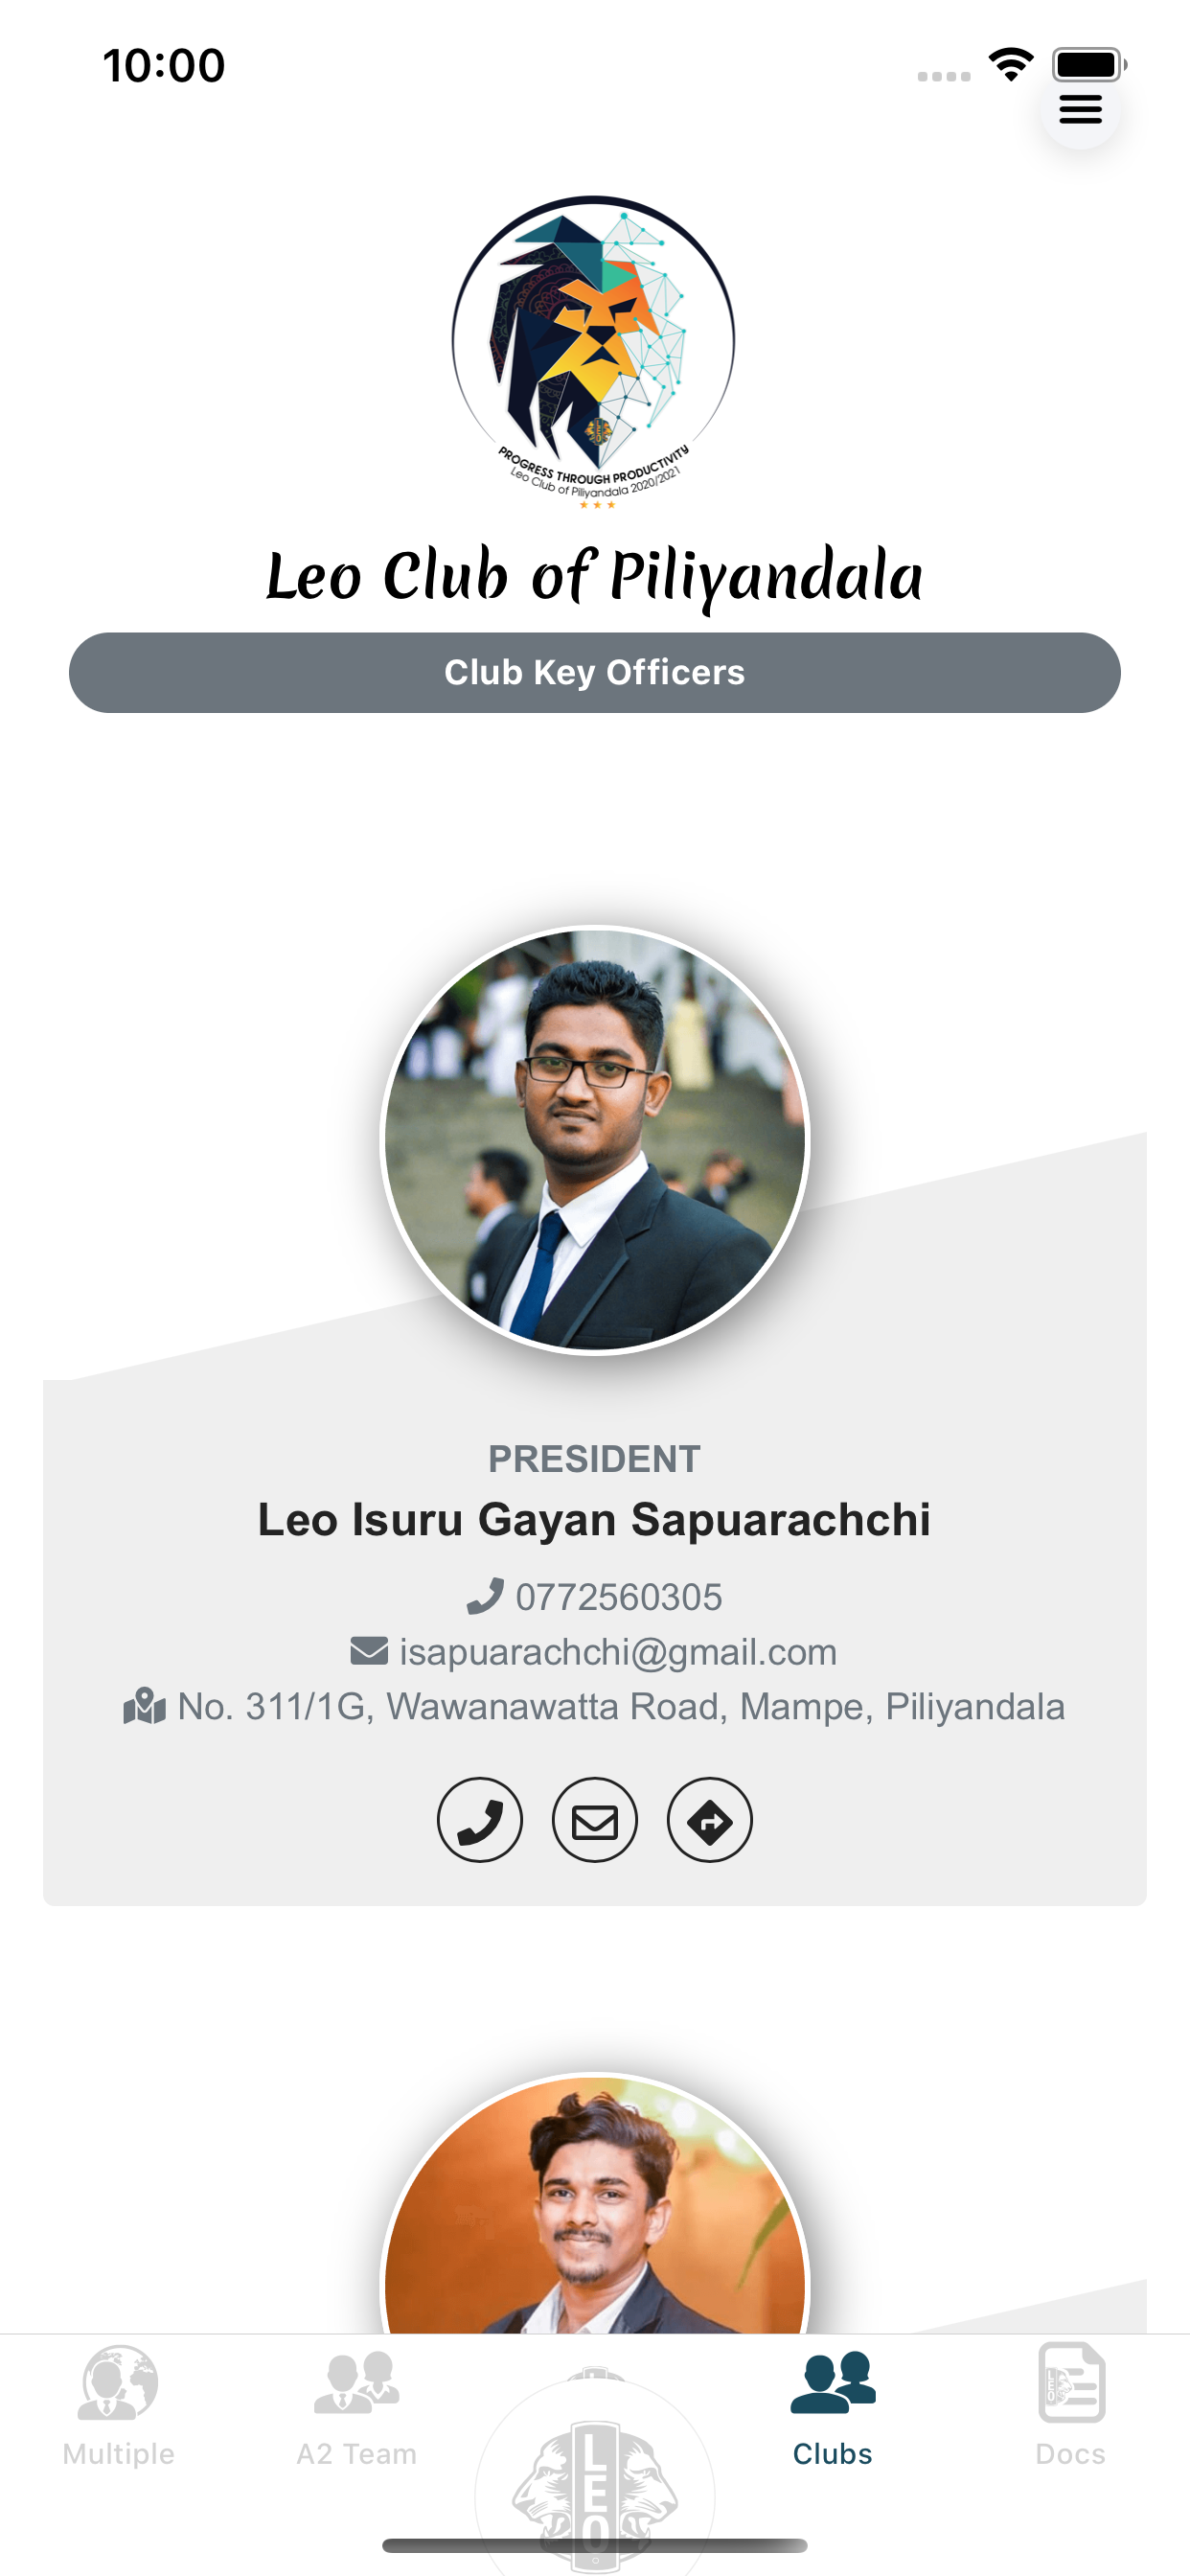 10:00
PROGRESS THROUGH PRODUCTIVITY
Leo Club of Piliyandala 2020/2021
Leo Club of Piliyandala
Club Key Officers
PRESIDENT
Leo Isuru Gayan Sapuarachchi
0772560305
isapuarachchi@gmail.com
No. 311/1G, Wawanawatta Road, Mampe, Piliyandala
Multiple
A2 Team
LEO
Clubs
Docs